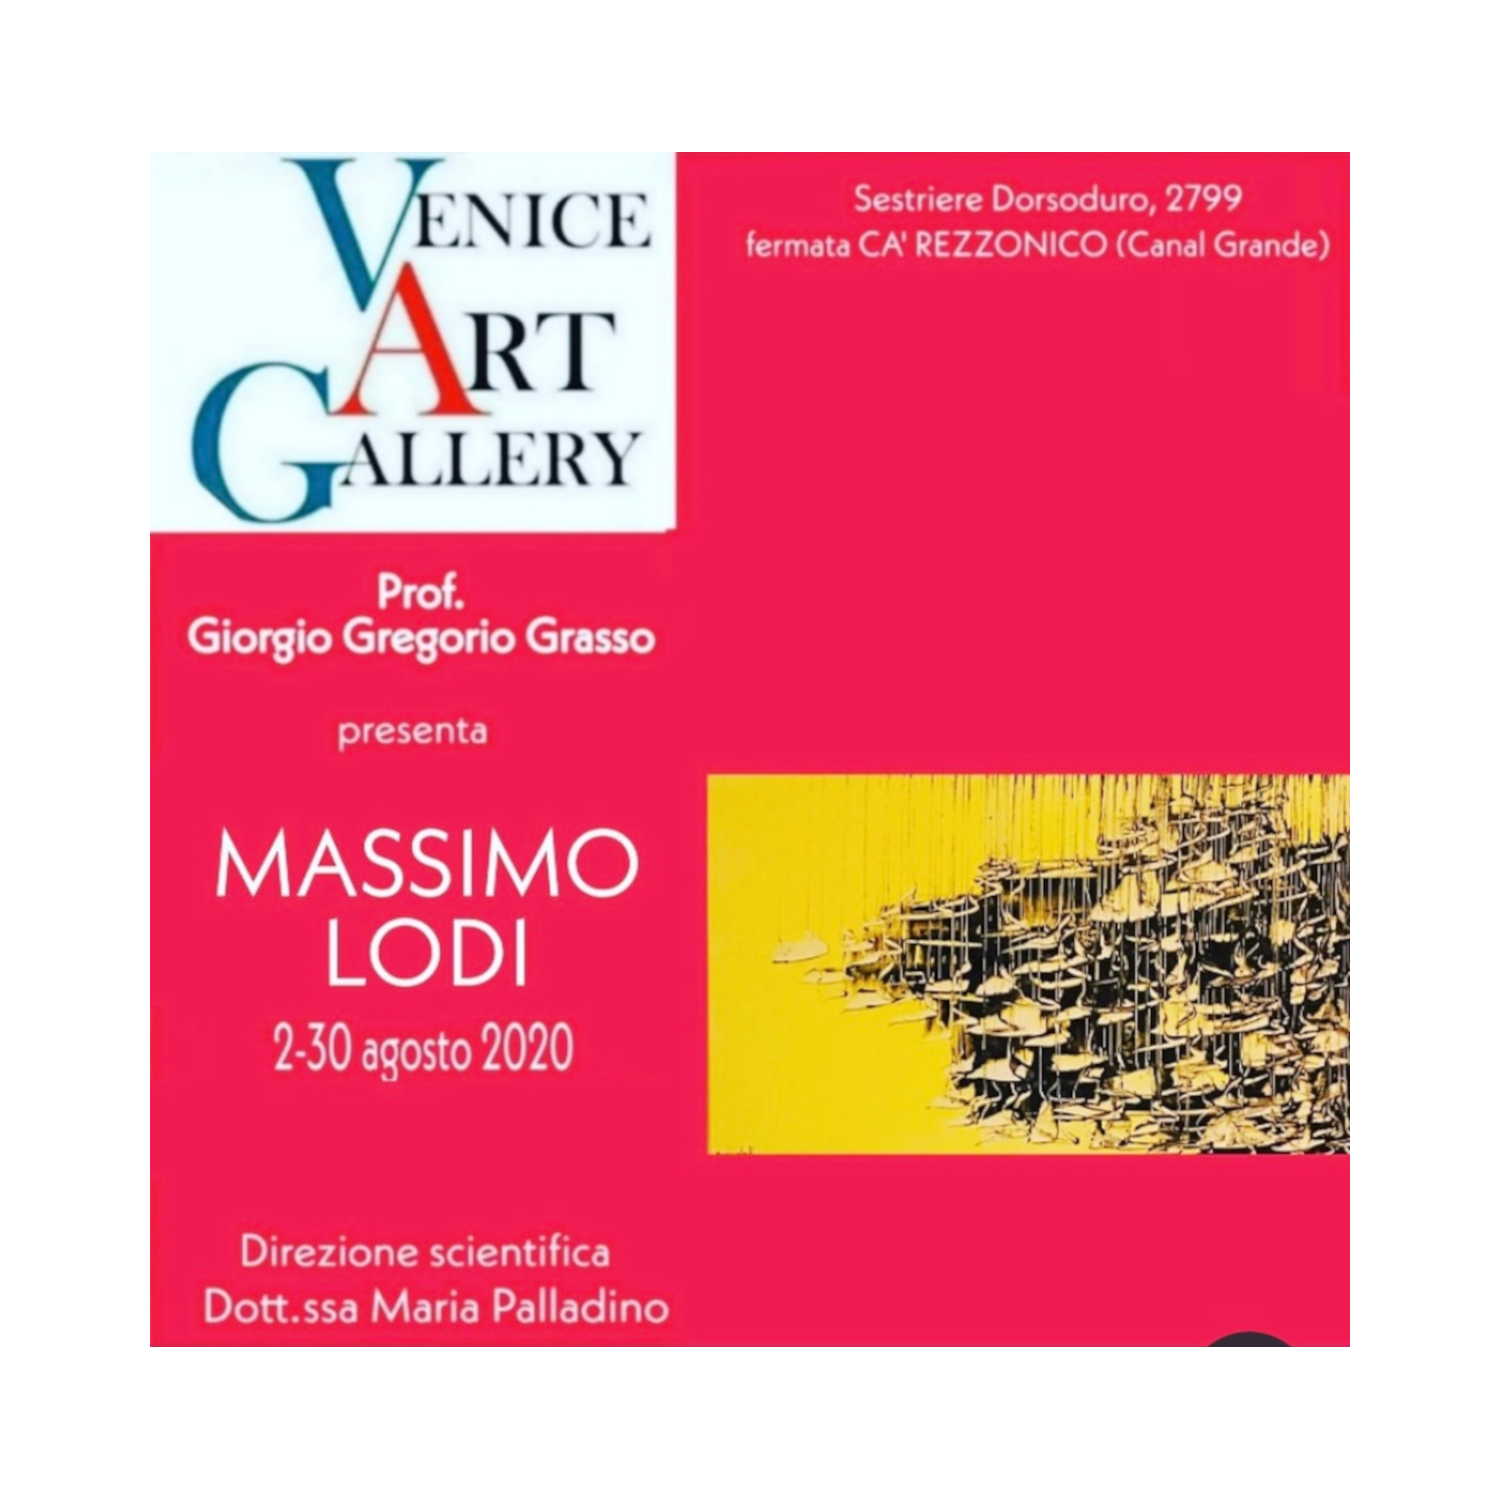 VENICE
ART
GALLERY
Sestriere Dorsoduro, 2799
fermata CA' REZZONICO (Canal Grande)
Prof.
Giorgio Gregorio Grasso
presenta
MASSIMO
LODI
2-30 agosto 2020
Direzione scientifica
Dott.ssa Maria Palladino